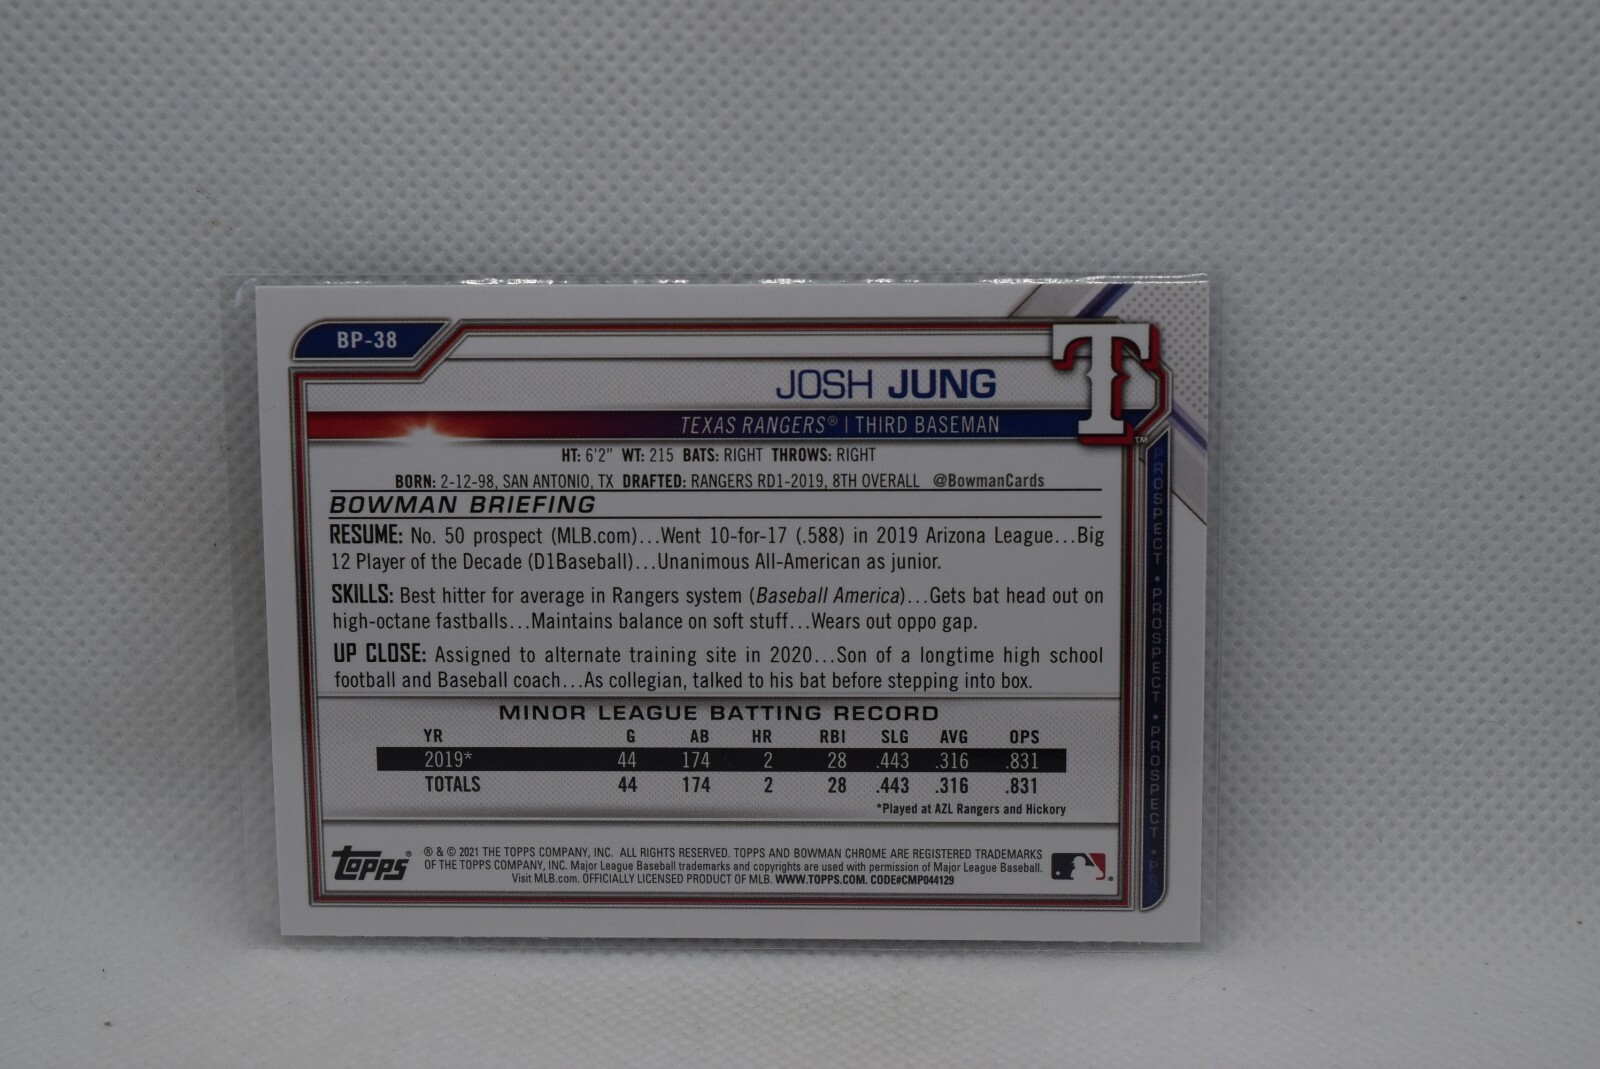 BP-38
JOSH JUNG
TEXAS RANGERS® | THIRD BASEMAN
T
TM
HT: 6'2" WT: 215 BATS: RIGHT THROWS: RIGHT
BORN: 2-12-98, SAN ANTONIO, TX DRAFTED: RANGERS RD1-2019, 8TH OVERALL @BowmanCards
BOWMAN BRIEFING
RESUME: No. 50 prospect (MLB.com)...Went 10-for-17 (.588) in 2019 Arizona League...Big
12 Player of the Decade (D1Baseball)...Unanimous All-American as junior.
SKILLS: Best hitter for average in Rangers system (Baseball America)...Gets bat head out on
high-octane fastballs...Maintains balance on soft stuff...Wears out oppo gap.
UP CLOSE: Assigned to alternate training site in 2020...Son of a longtime high school
football and Baseball coach...As collegian, talked to his bat before stepping into box.
MINOR LEAGUE BATTING RECORD
YR G AB HR RBI SLG AVG OPS
2019* 44 174 2 28 .443 .316 .831
TOTALS 44 174 2 28 .443 .316 .831
*Played at AZL Rangers and Hickory
topps®
® & © 2021 THE TOPPS COMPANY, INC. ALL RIGHTS RESERVED. TOPPS AND BOWMAN CHROME ARE REGISTERED TRADEMARKS
OF THE TOPPS COMPANY, INC. Major League Baseball trademarks and copyrights are used with permission of Major League Baseball.
Visit MLB.com. OFFICIALLY LICENSED PRODUCT OF MLB. WWW.TOPPS.COM. CODE#CMP044129
®
PROSPECT • PROSPECT • PROSPECT • PR